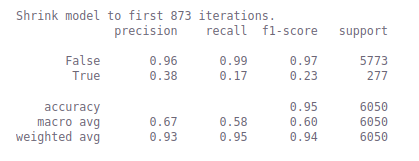 Shrink model to first 873 iterations.
precision recall f1-score support
False 0.96 0.99 0.97 5773
True 0.38 0.17 0.23 277
accuracy 0.95 6050
macro avg 0.67 0.58 0.60 6050
weighted avg 0.93 0.95 0.94 6050